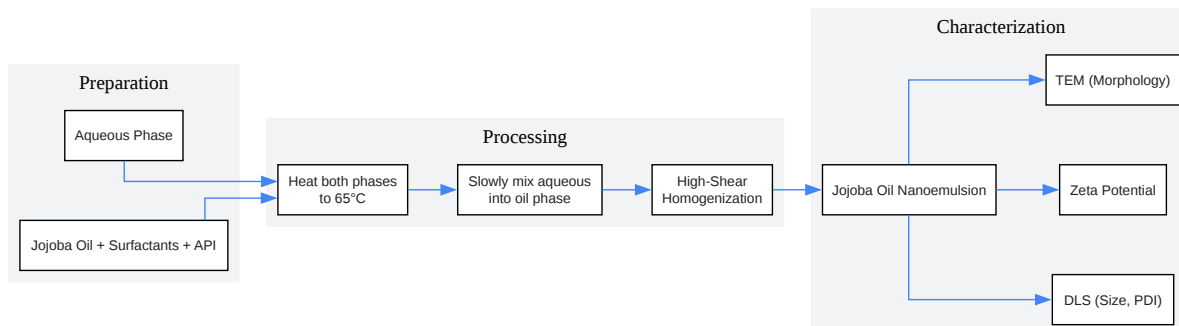 Preparation
Aqueous Phase
Jojoba Oil + Surfactants + API
Processing
Heat both phases
to 65°C
Slowly mix aqueous
into oil phase
High-Shear
Homogenization
Characterization
Jojoba Oil Nanoemulsion
TEM (Morphology)
Zeta Potential
DLS (Size, PDI)